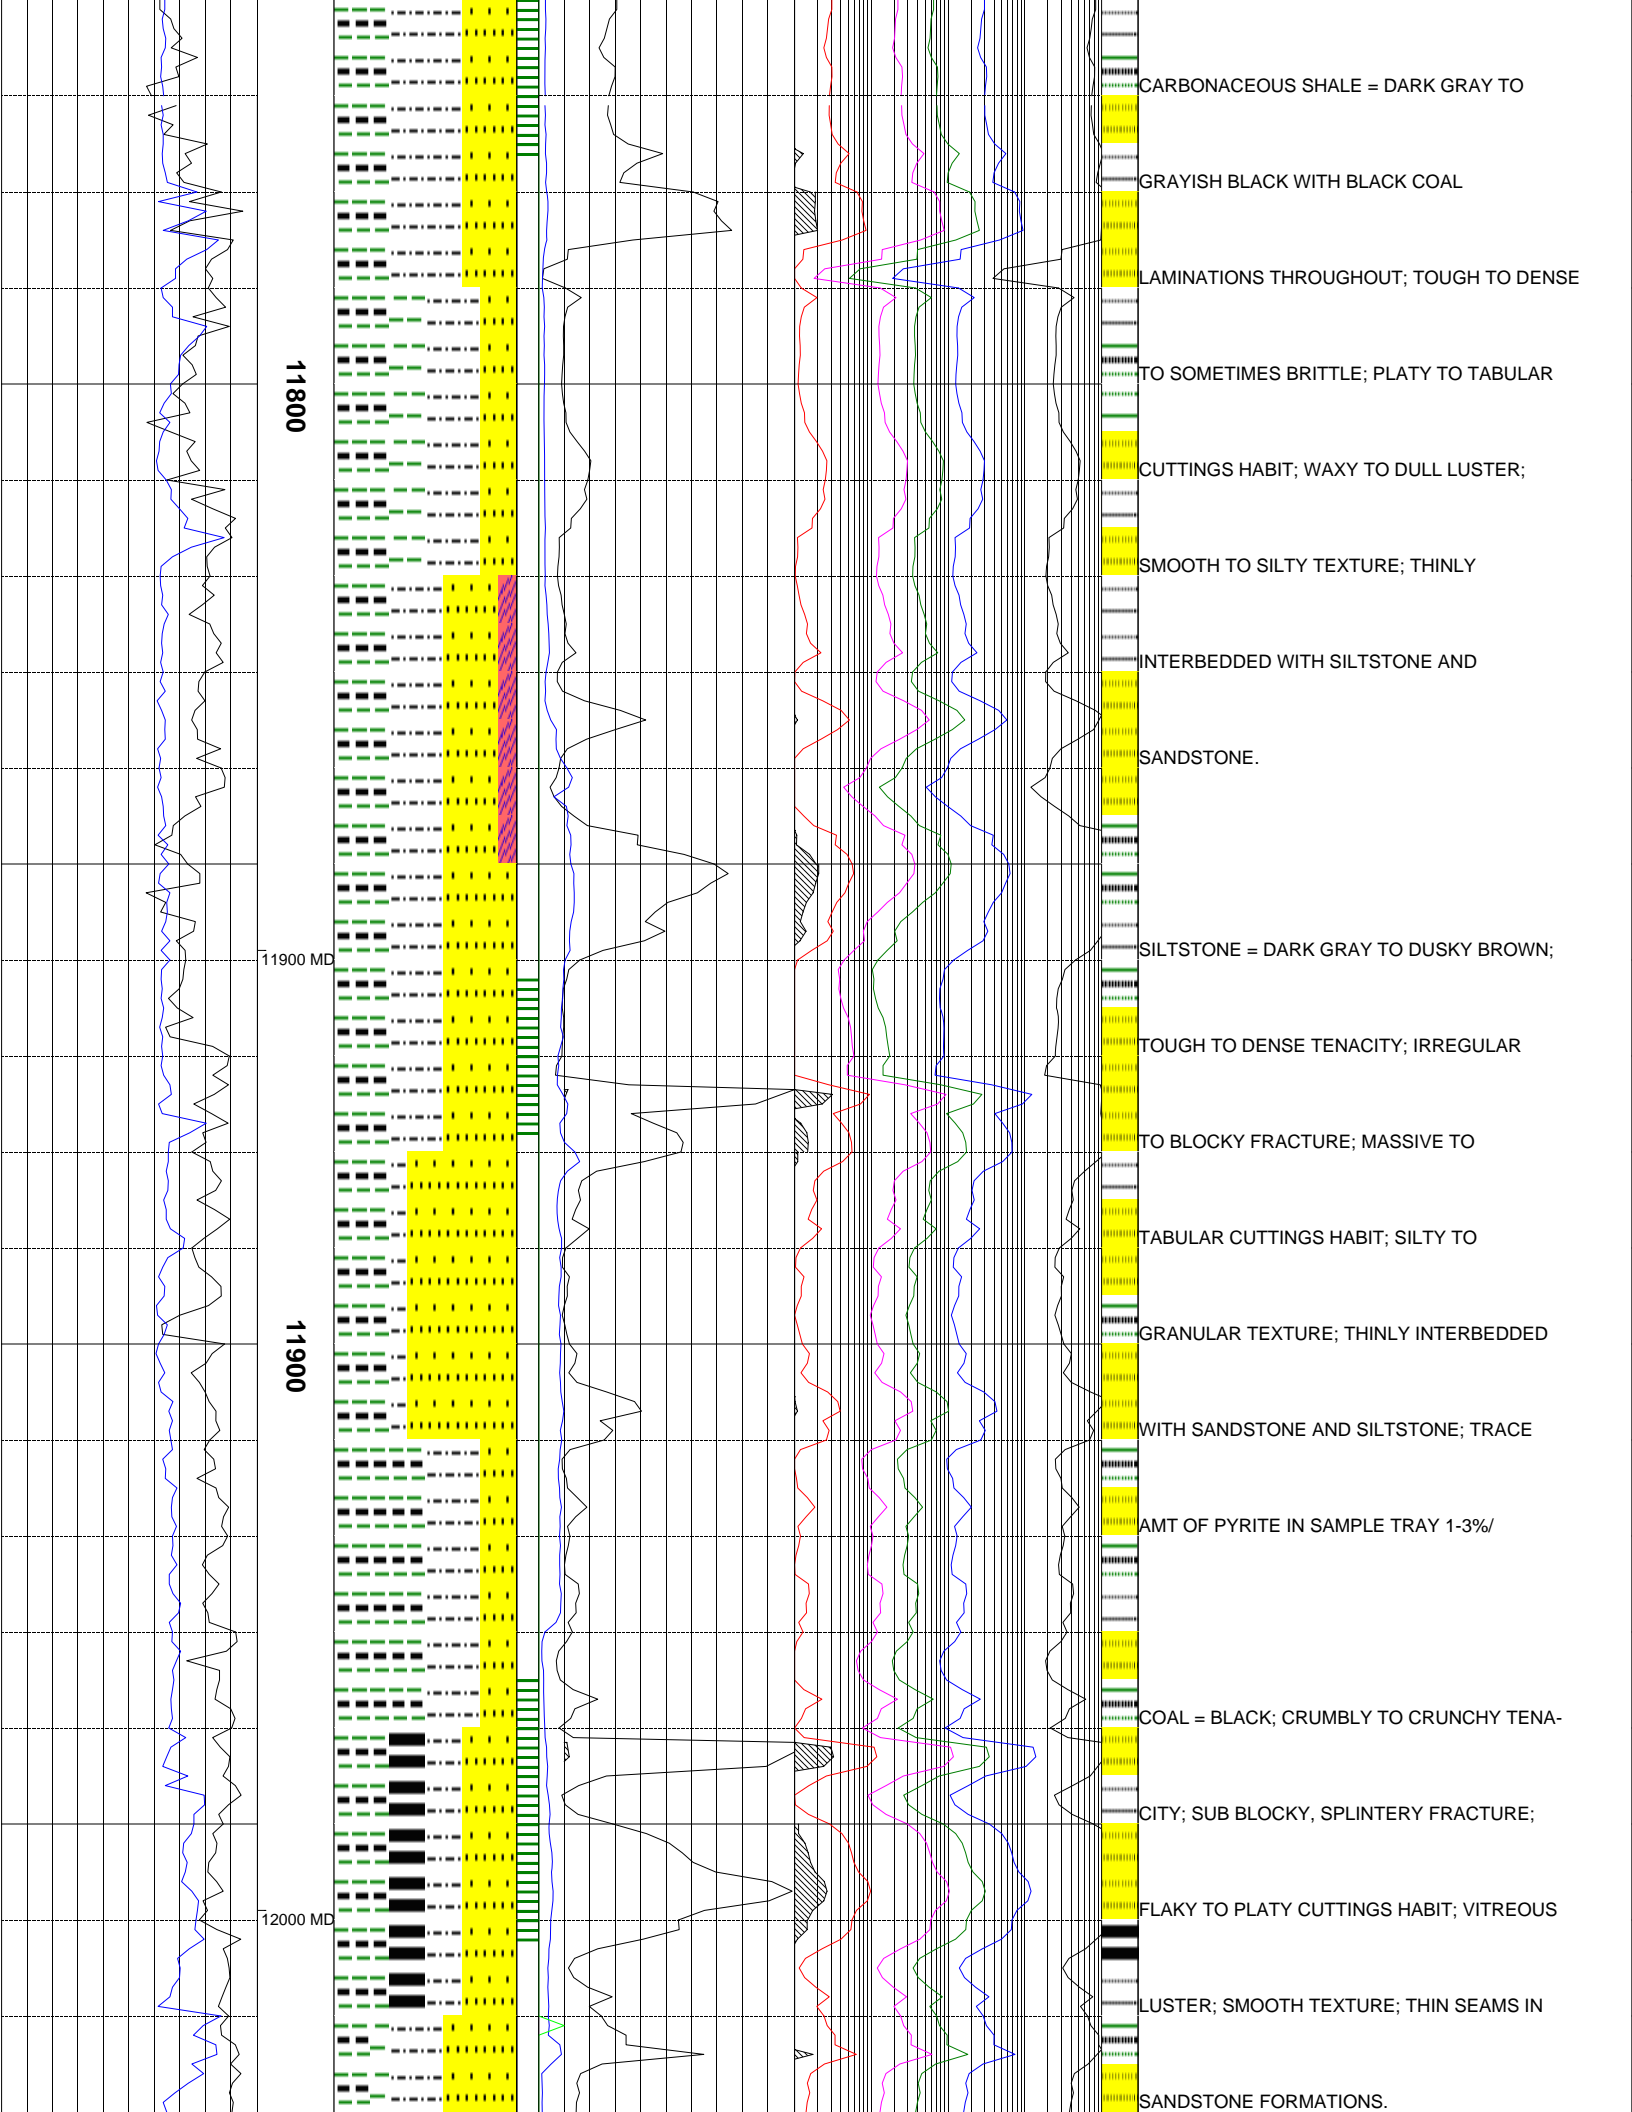 CARBONACEOUS SHALE = DARK GRAY TO
GRAYISH BLACK WITH BLACK COAL
LAMINATIONS THROUGHOUT; TOUGH TO DENSE
11800
TO SOMETIMES BRITTLE; PLATY TO TABULAR
CUTTINGS HABIT; WAXY TO DULL LUSTER;
SMOOTH TO SILTY TEXTURE; THINLY
INTERBEDDED WITH SILTSTONE AND
SANDSTONE.
11900 MD
SILTSTONE = DARK GRAY TO DUSKY BROWN;
TOUGH TO DENSE TENACITY; IRREGULAR
TO BLOCKY FRACTURE; MASSIVE TO
TABULAR CUTTINGS HABIT; SILTY TO
11900
GRANULAR TEXTURE; THINLY INTERBEDDED
WITH SANDSTONE AND SILTSTONE; TRACE
AMT OF PYRITE IN SAMPLE TRAY 1-3%/
COAL = BLACK; CRUMBLY TO CRUNCHY TENA-
CITY; SUB BLOCKY, SPLINTERY FRACTURE;
12000 MD
FLAKY TO PLATY CUTTINGS HABIT; VITREOUS
LUSTER; SMOOTH TEXTURE; THIN SEAMS IN
SANDSTONE FORMATIONS.